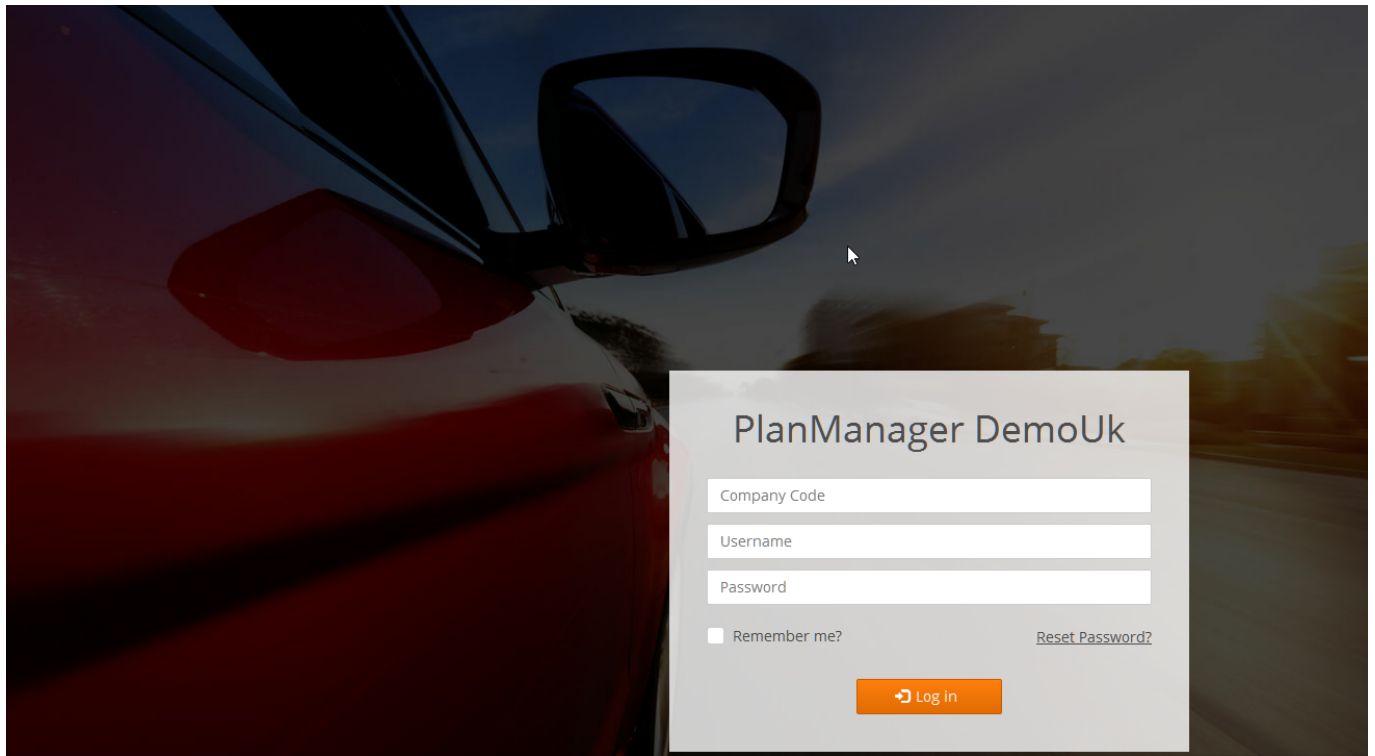 PlanManager DemoUk
Company Code
Username
Password
Remember me? Reset Password?
Log in